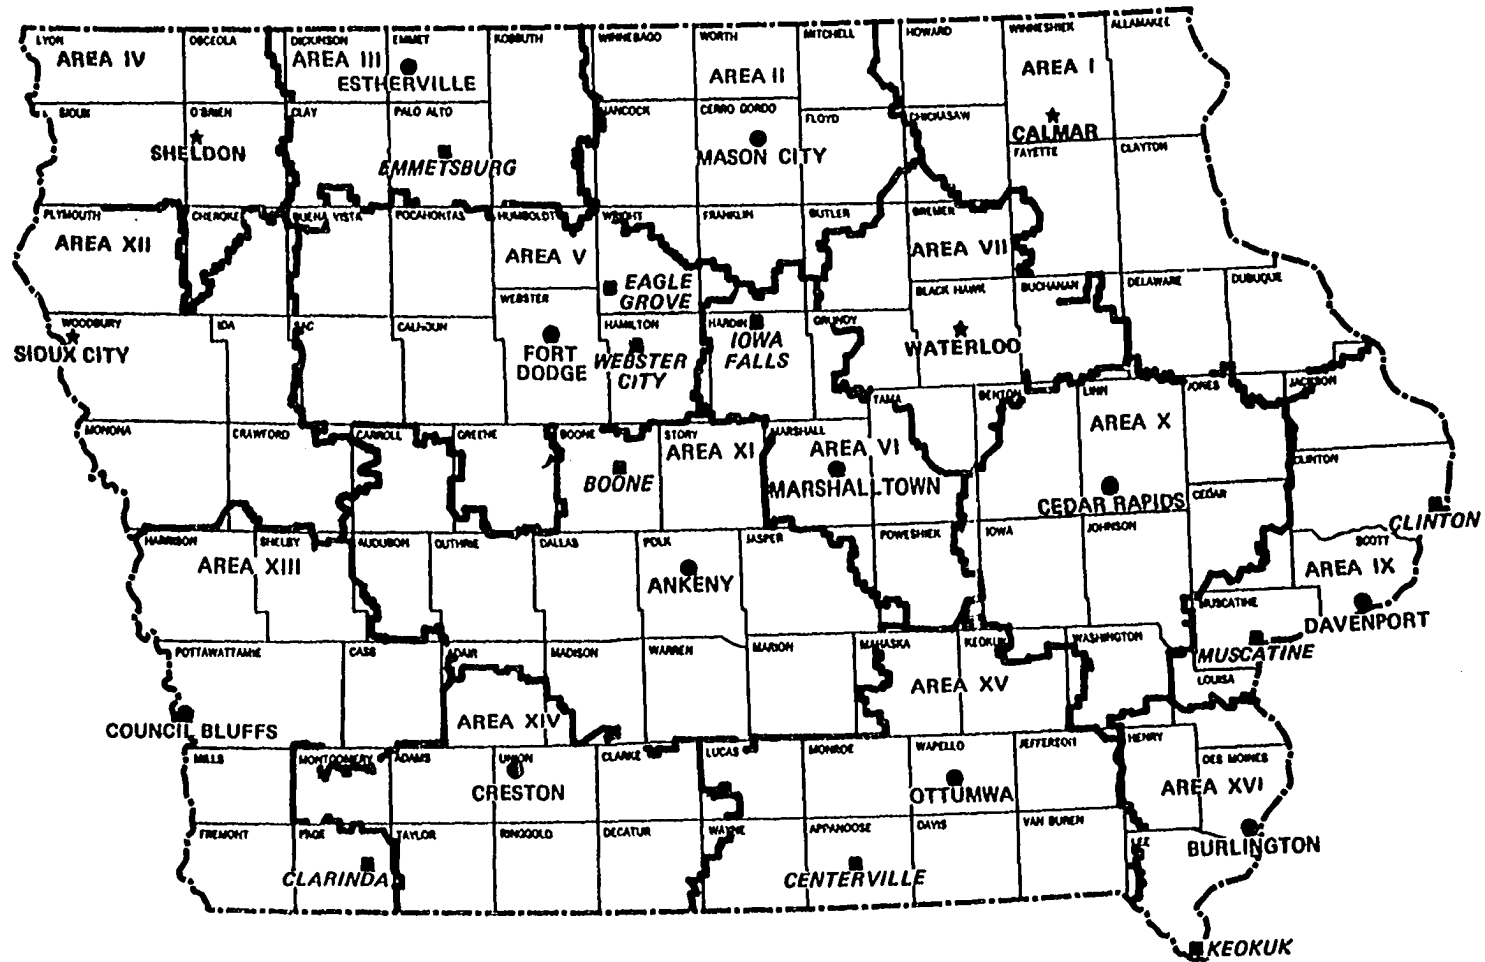 LYON
OSCEOLA
DICKINSON
EMMET
KOSSUTH
WINNEBAGO
WORTH
MITCHELL
HOWARD
WINNESHIEK
ALLAMAKEE
AREA IV
AREA III
ESTHERVILLE
AREA II
AREA I
SIOUX
O'BRIEN
CLAY
PALO ALTO
HANCOCK
CERRO GORDO
FLOYD
CHICKASAW
SHELDON
EMMETSBURG
MASON CITY
CALMAR
FAYETTE
CLAYTON
PLYMOUTH
CHEROKEE
BUENA VISTA
POCAHONTAS
HUMBOLDT
WRIGHT
FRANKLIN
BUTLER
BREMER
AREA XII
AREA V
AREA VII
EAGLE
GROVE
WEBSTER
BLACK HAWK
BUCHANAN
DELAWARE
DUBUQUE
WOODBURY
IDA
SAC
CALHOUN
HAMILTON
HARDIN
GRUNDY
SIOUX CITY
FORT
DODGE
WEBSTER
CITY
IOWA
FALLS
WATERLOO
TAMA
BENTON
LINN
JONES
JACKSON
MONONA
CRAWFORD
CARROLL
GREENE
BOONE
STORY
MARSHALL
AREA XI
AREA VI
AREA X
CLINTON
BOONE
MARSHALLTOWN
CEDAR RAPIDS
CEDAR
CLINTON
HARRISON
SHELBY
AUDUBON
GUTHRIE
DALLAS
POLK
JASPER
POWESHIEK
IOWA
JOHNSON
SCOTT
AREA XIII
ANKENY
AREA IX
MUSCATINE
DAVENPORT
POTTAWATTAMIE
CASS
ADAIR
MADISON
WARREN
MARION
MAHASKA
KEOKUK
WASHINGTON
MUSCATINE
LOUISA
AREA XV
COUNCIL BLUFFS
AREA XIV
MILLS
MONTGOMERY
ADAMS
UNION
CLARKE
LUCAS
MONROE
WAPELLO
JEFFERSON
HENRY
DES MOINES
CRESTON
OTTUMWA
AREA XVI
FREMONT
PAGE
TAYLOR
RINGGOLD
DECATUR
WAYNE
APPANOOSE
DAVIS
VAN BUREN
LEE
BURLINGTON
CLARINDA
CENTERVILLE
KEOKUK